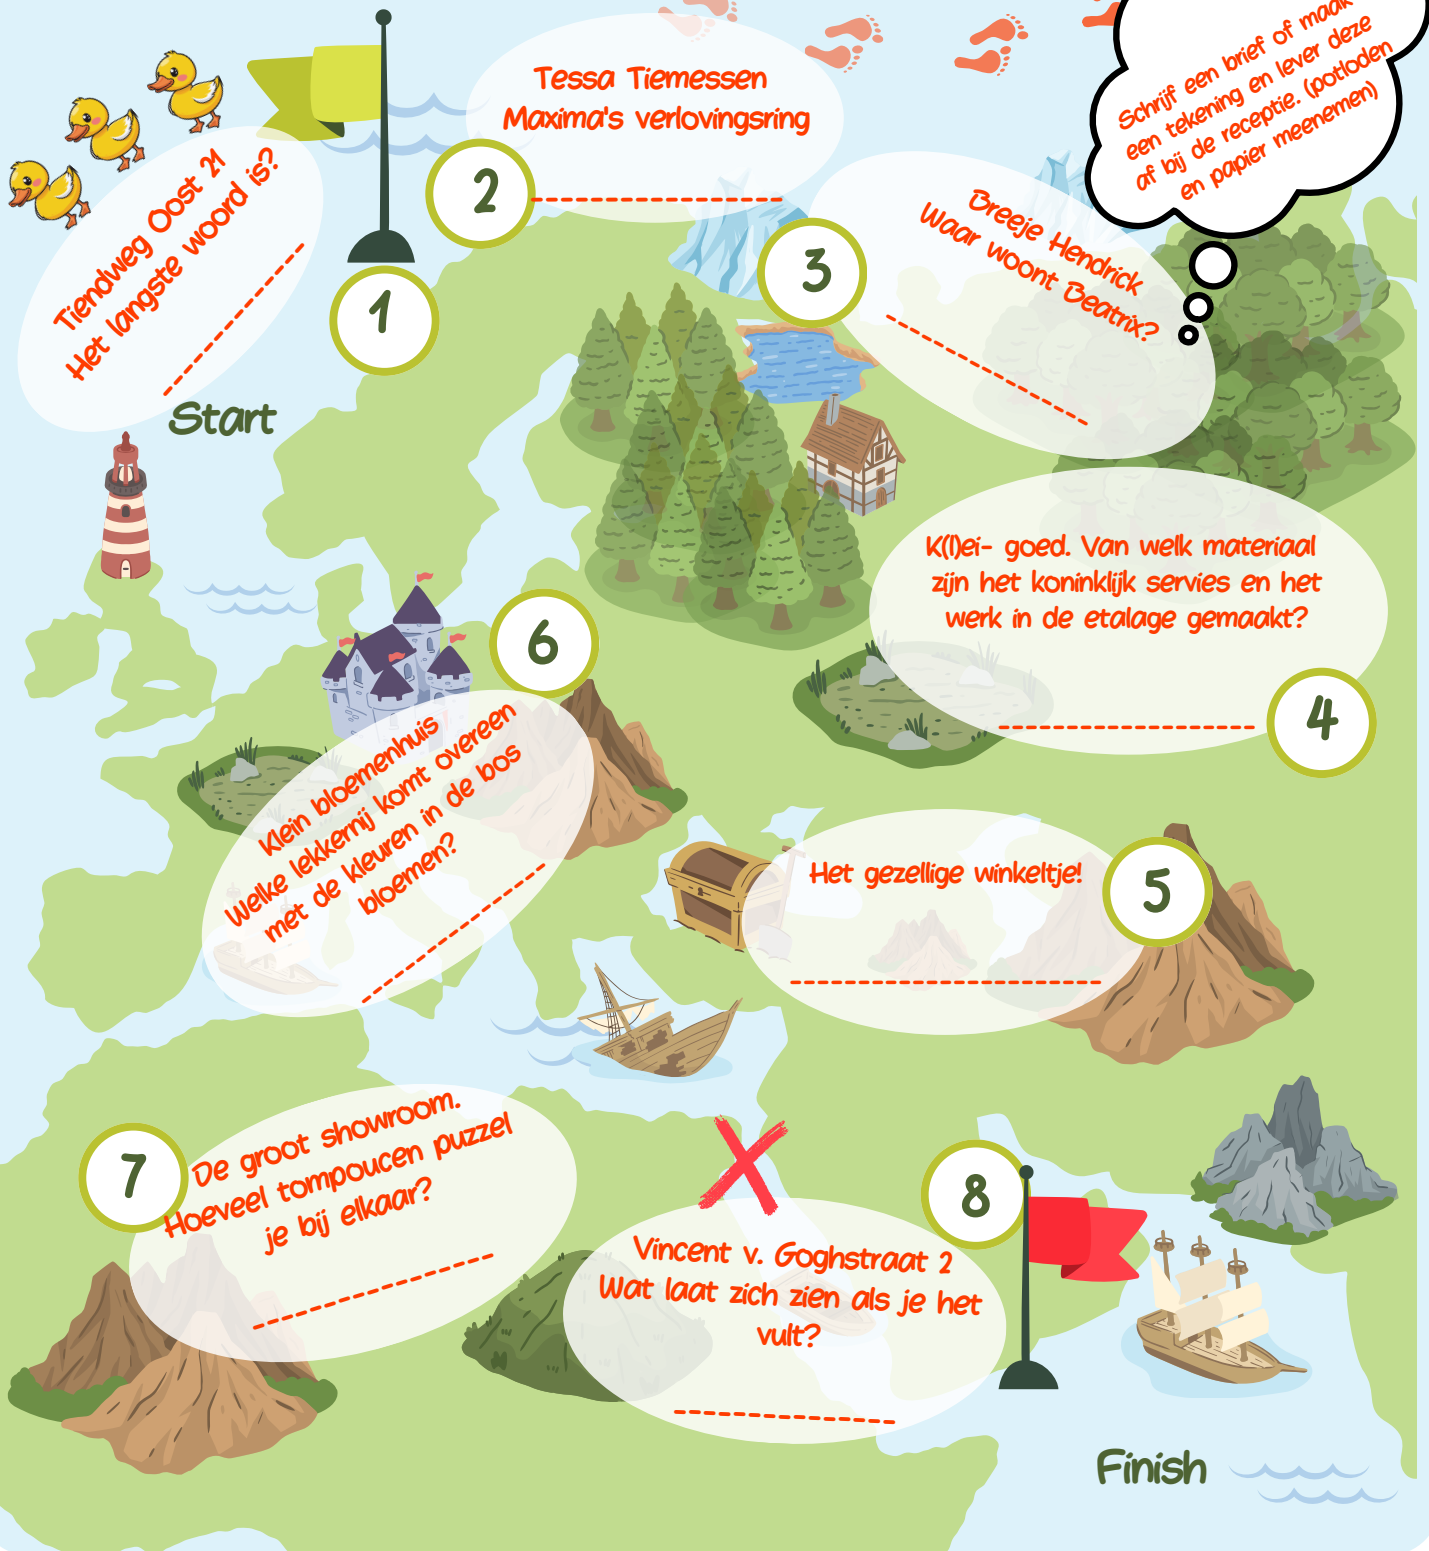 Tiendweg Oost 21
Het langste woord is?
Start
1
Tessa Tiemessen
Maxima's verlovingsring
2
Schrijf een brief of maak
een tekening en lever deze
af bij de receptie. (potloden
en papier meenemen)
Breeje Hendrick
Waar woont Beatrix?
3
K(l)ei- goed. Van welk materiaal
zijn het koninklijk servies en het
werk in de etalage gemaakt?
4
Het gezellige winkeltje!
5
6
Klein bloemenhuis
Welke lekkernij komt overeen
met de kleuren in de bos
bloemen?
7
De groot showroom.
Hoeveel tompoucen puzzel
je bij elkaar?
8
Vincent v. Goghstraat 2
Wat laat zich zien als je het
vult?
Finish